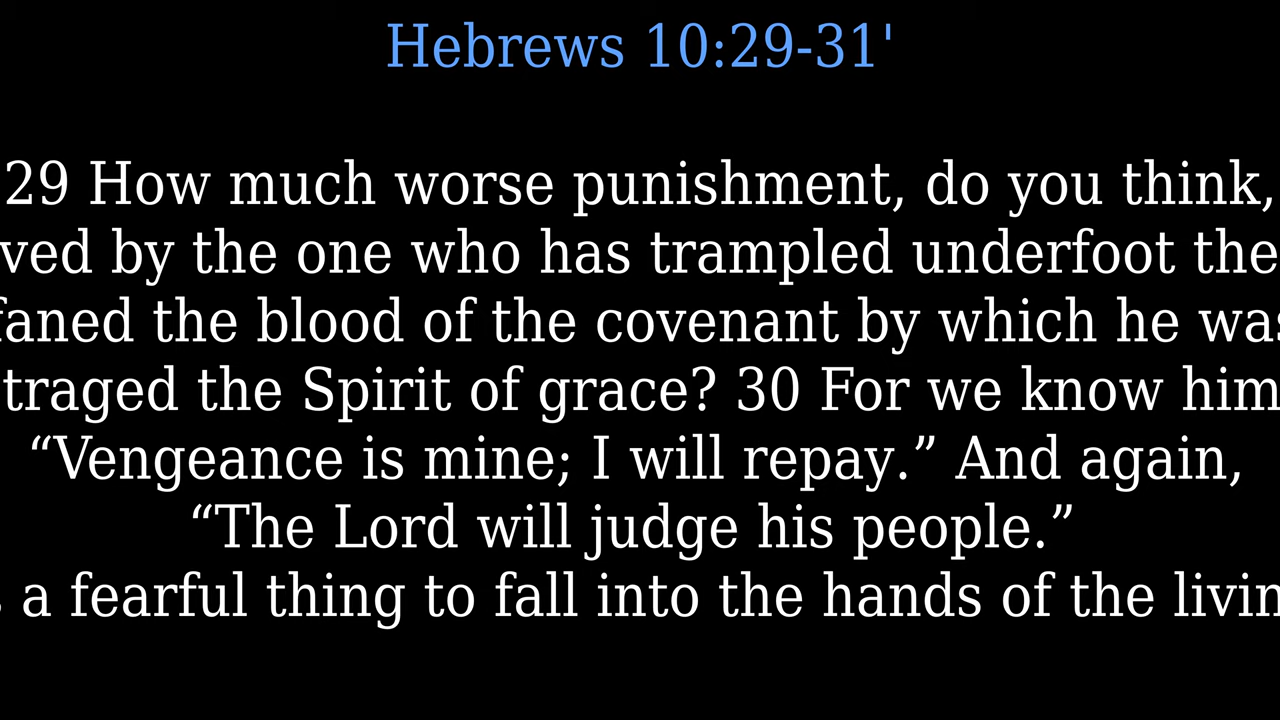 Hebrews 10:29-31'
29 How much worse punishment, do you think,
ved by the one who has trampled underfoot the
faned the blood of the covenant by which he was
traged the Spirit of grace? 30 For we know him
“Vengeance is mine; I will repay.” And again,
“The Lord will judge his people.”
a fearful thing to fall into the hands of the livin